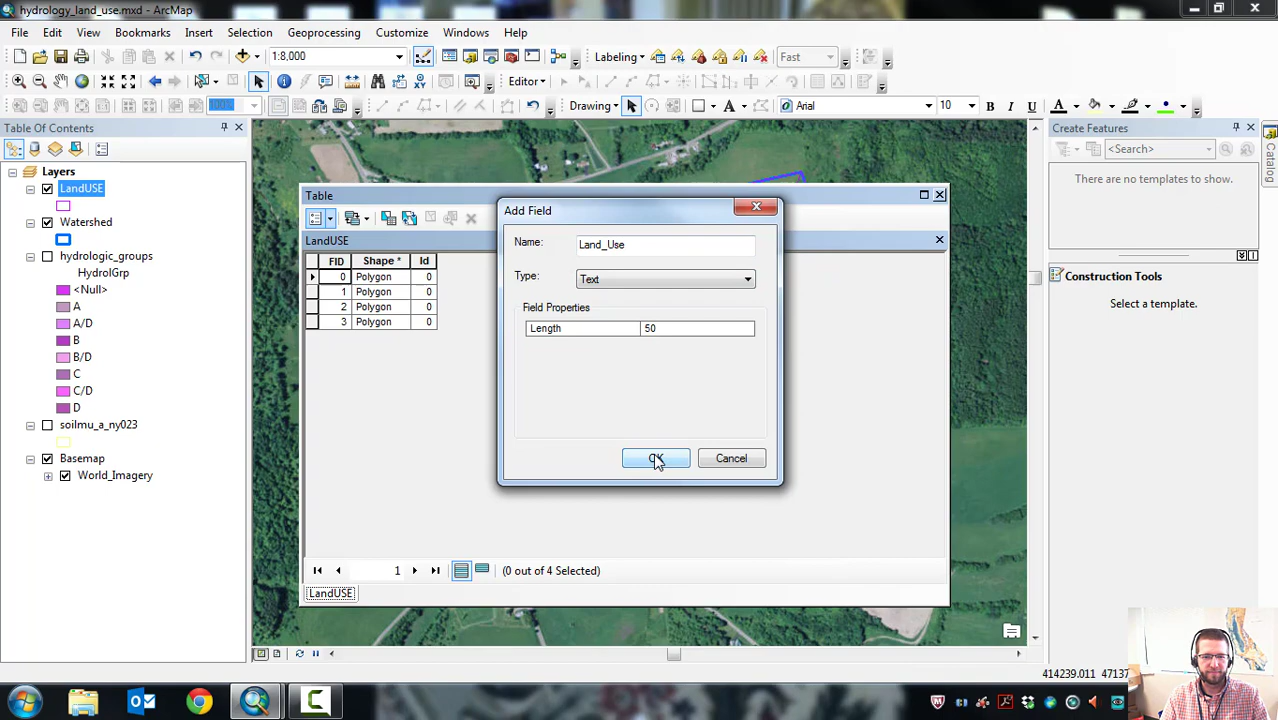 hydrology_land_use.mxd - ArcMap
File Edit View Bookmarks Insert Selection Geoprocessing Customize Windows Help
1:8,000 Labeling Fast
Editor
100% Drawing A Arial 10 B I U A
Table Of Contents
Layers
LandUSE
Watershed
hydrologic_groups
HydrolGrp
<Null>
A
A/D
B
B/D
C
C/D
D
soilmu_a_ny023
Basemap
World_Imagery
Table
LandUSE
FID Shape * Id
0 Polygon 0
1 Polygon 0
2 Polygon 0
3 Polygon 0
1 (0 out of 4 Selected)
LandUSE
Add Field
Name: Land_Use
Type: Text
Field Properties
Length 50
OK Cancel
Create Features
<Search>
There are no templates to show.
Construction Tools
Select a template.
Catalog
414239.011 47137